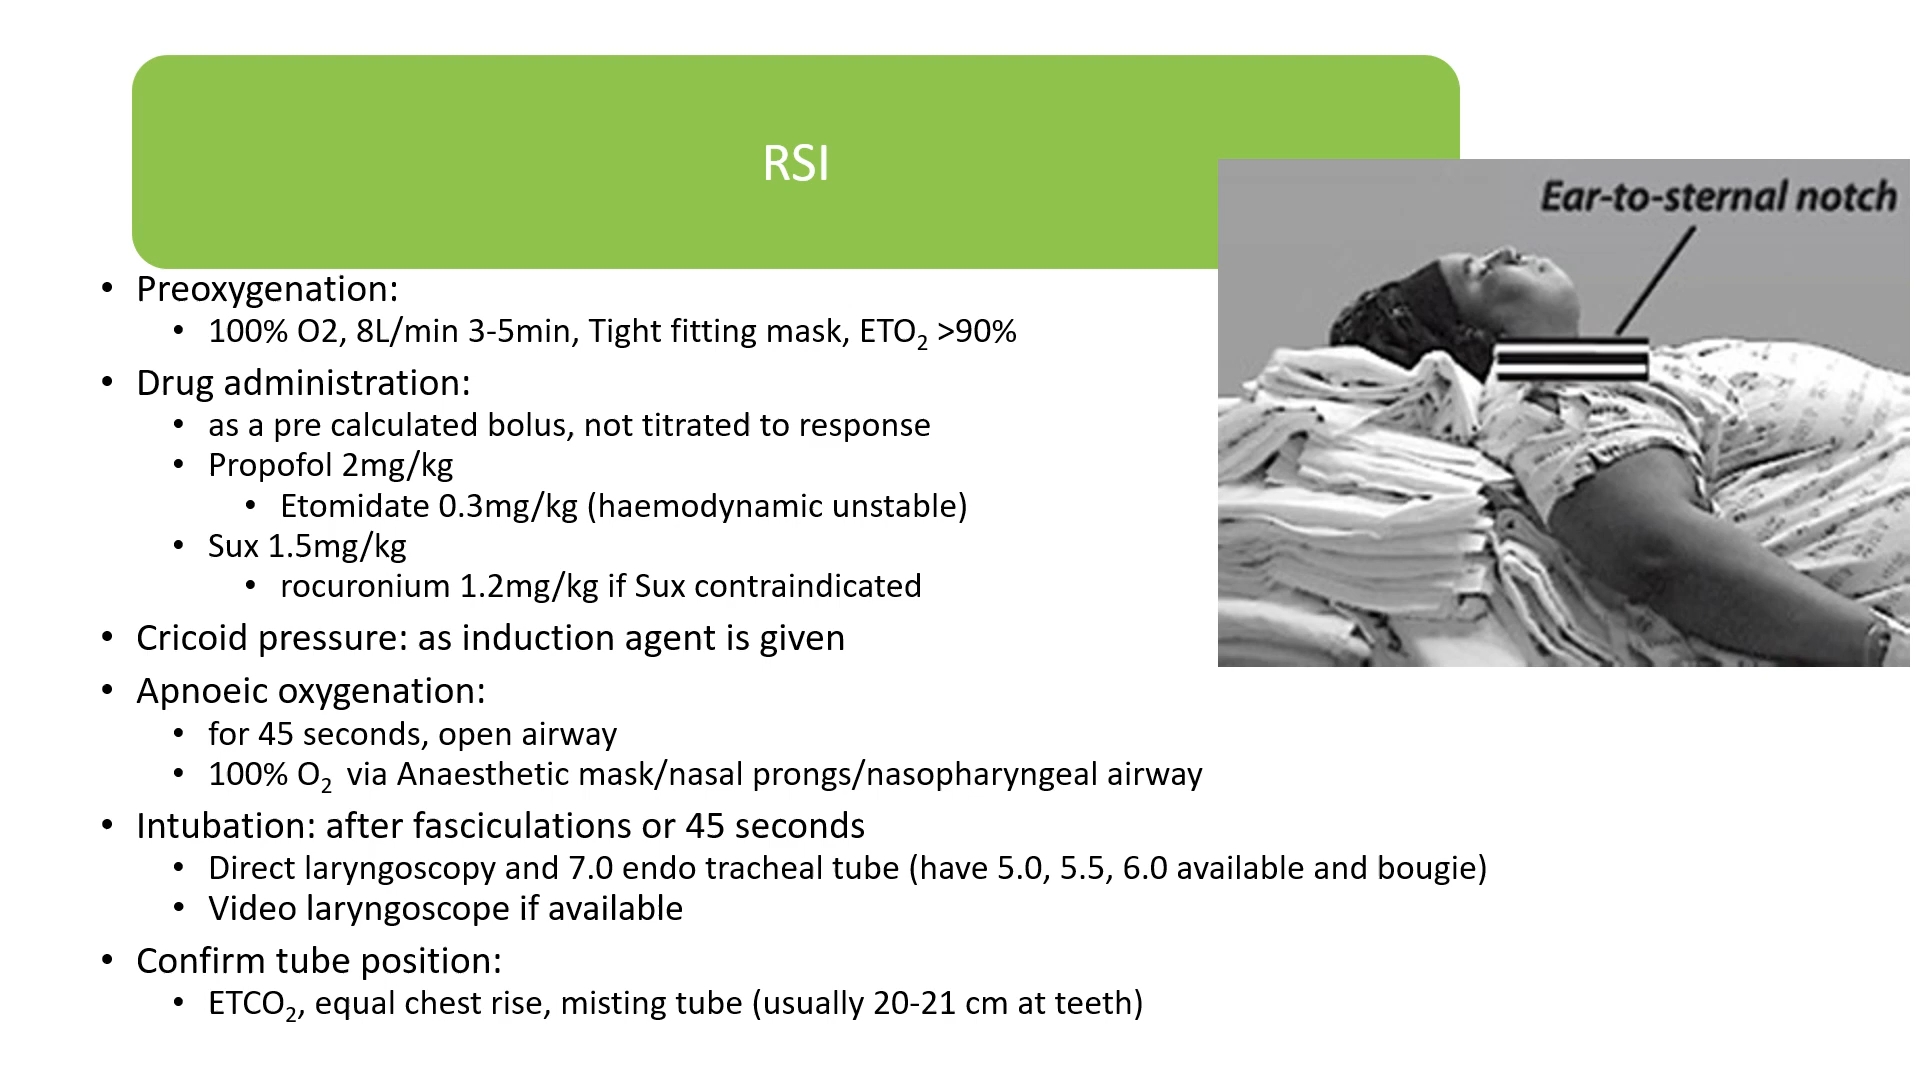 RSI
Ear-to-sternal notch
• Preoxygenation:
• 100% O2, 8L/min 3-5min, Tight fitting mask, ETO₂ >90%
• Drug administration:
• as a pre calculated bolus, not titrated to response
• Propofol 2mg/kg
• Etomidate 0.3mg/kg (haemodynamic unstable)
• Sux 1.5mg/kg
• rocuronium 1.2mg/kg if Sux contraindicated
• Cricoid pressure: as induction agent is given
• Apnoeic oxygenation:
• for 45 seconds, open airway
• 100% O₂ via Anaesthetic mask/nasal prongs/nasopharyngeal airway
• Intubation: after fasciculations or 45 seconds
• Direct laryngoscopy and 7.0 endo tracheal tube (have 5.0, 5.5, 6.0 available and bougie)
• Video laryngoscope if available
• Confirm tube position:
• ETCO₂, equal chest rise, misting tube (usually 20-21 cm at teeth)